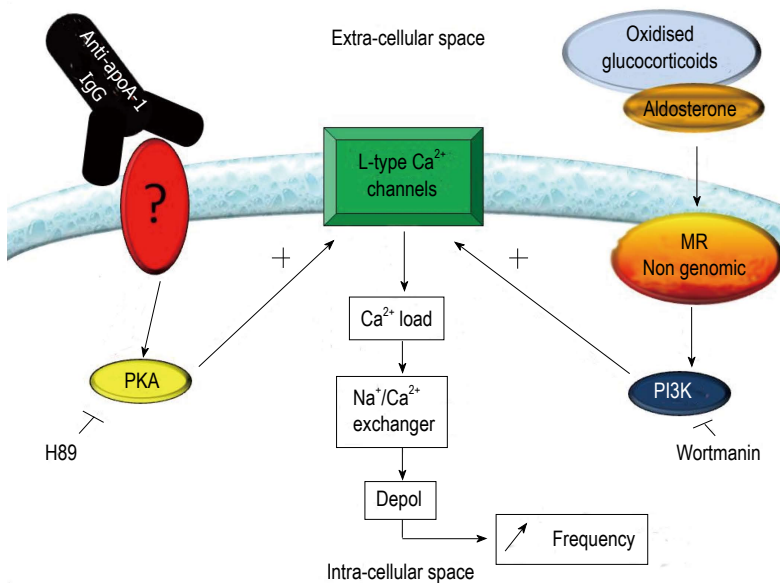 Extra-cellular space
Anti-apoA-1
IgG
Oxidised
glucocorticoids
Aldosterone
L-type Ca²⁺
channels
?
MR
Non genomic
+
+
Ca²⁺ load
PKA
PI3K
Na⁺/Ca²⁺
exchanger
H89
Wortmanin
Depol
Frequency
Intra-cellular space